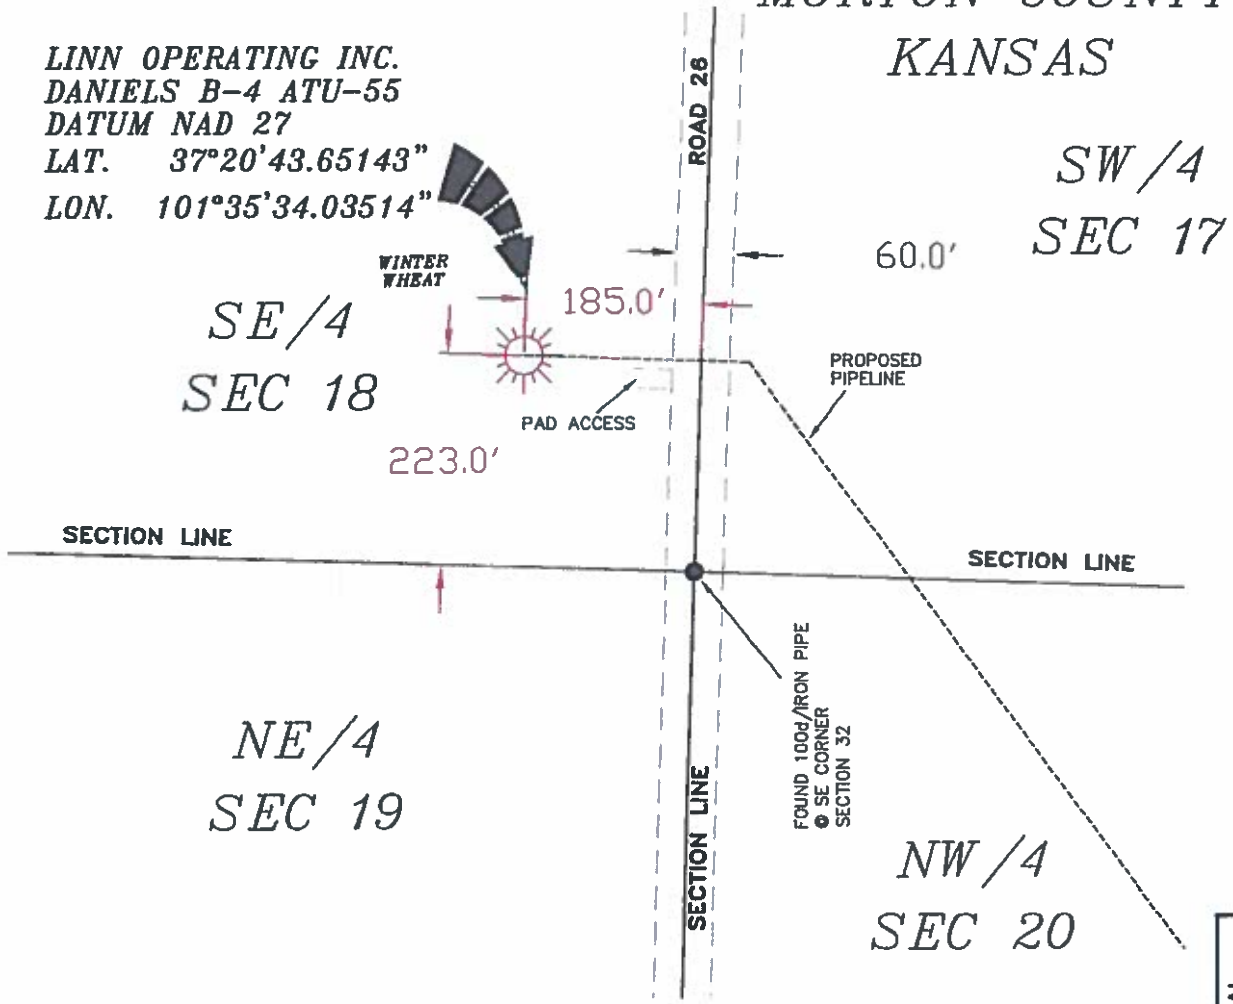 MORTON COUNTY
KANSAS
LINN OPERATING INC.
DANIELS B-4 ATU-55
DATUM NAD 27
LAT. 37°20'43.65143"
LON. 101°35'34.03514"
ROAD 26
SW/4
SEC 17
60.0'
WINTER
WHEAT
185.0'
SE/4
SEC 18
PROPOSED
PIPELINE
PAD ACCESS
223.0'
SECTION LINE
SECTION LINE
FOUND 100d/IRON PIPE
@ SE CORNER
SECTION 32
NE/4
SEC 19
SECTION LINE
NW/4
SEC 20